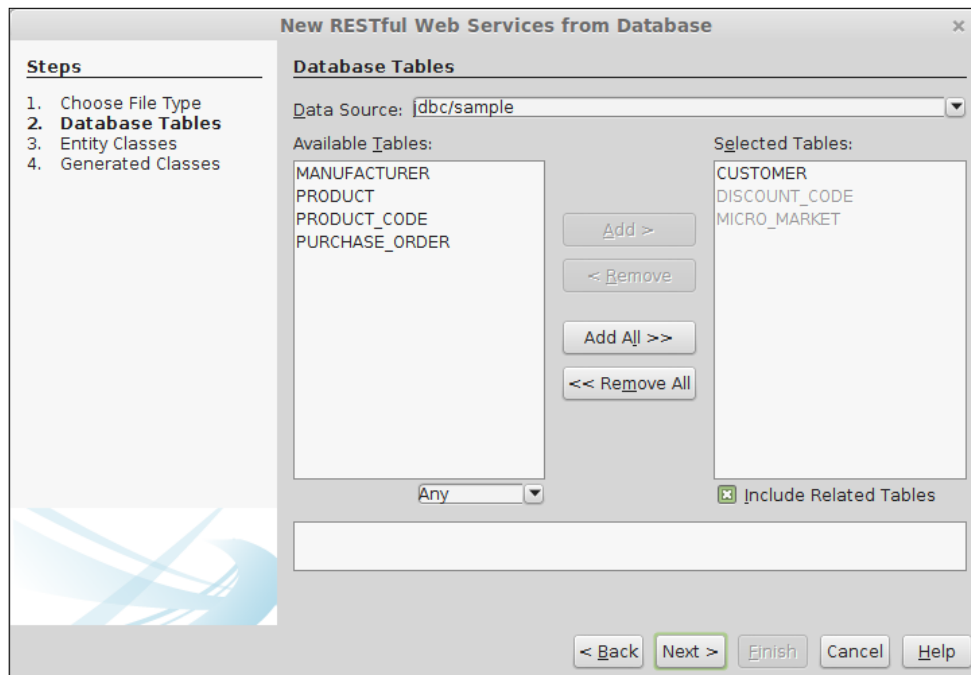 New RESTful Web Services from Database
Steps
1. Choose File Type
2. Database Tables
3. Entity Classes
4. Generated Classes
Database Tables
Data Source: jdbc/sample
Available Tables:
MANUFACTURER
PRODUCT
PRODUCT_CODE
PURCHASE_ORDER
Any
Add >
< Remove
Add All >>
<< Remove All
Selected Tables:
CUSTOMER
DISCOUNT_CODE
MICRO_MARKET
Include Related Tables
< Back
Next >
Finish
Cancel
Help